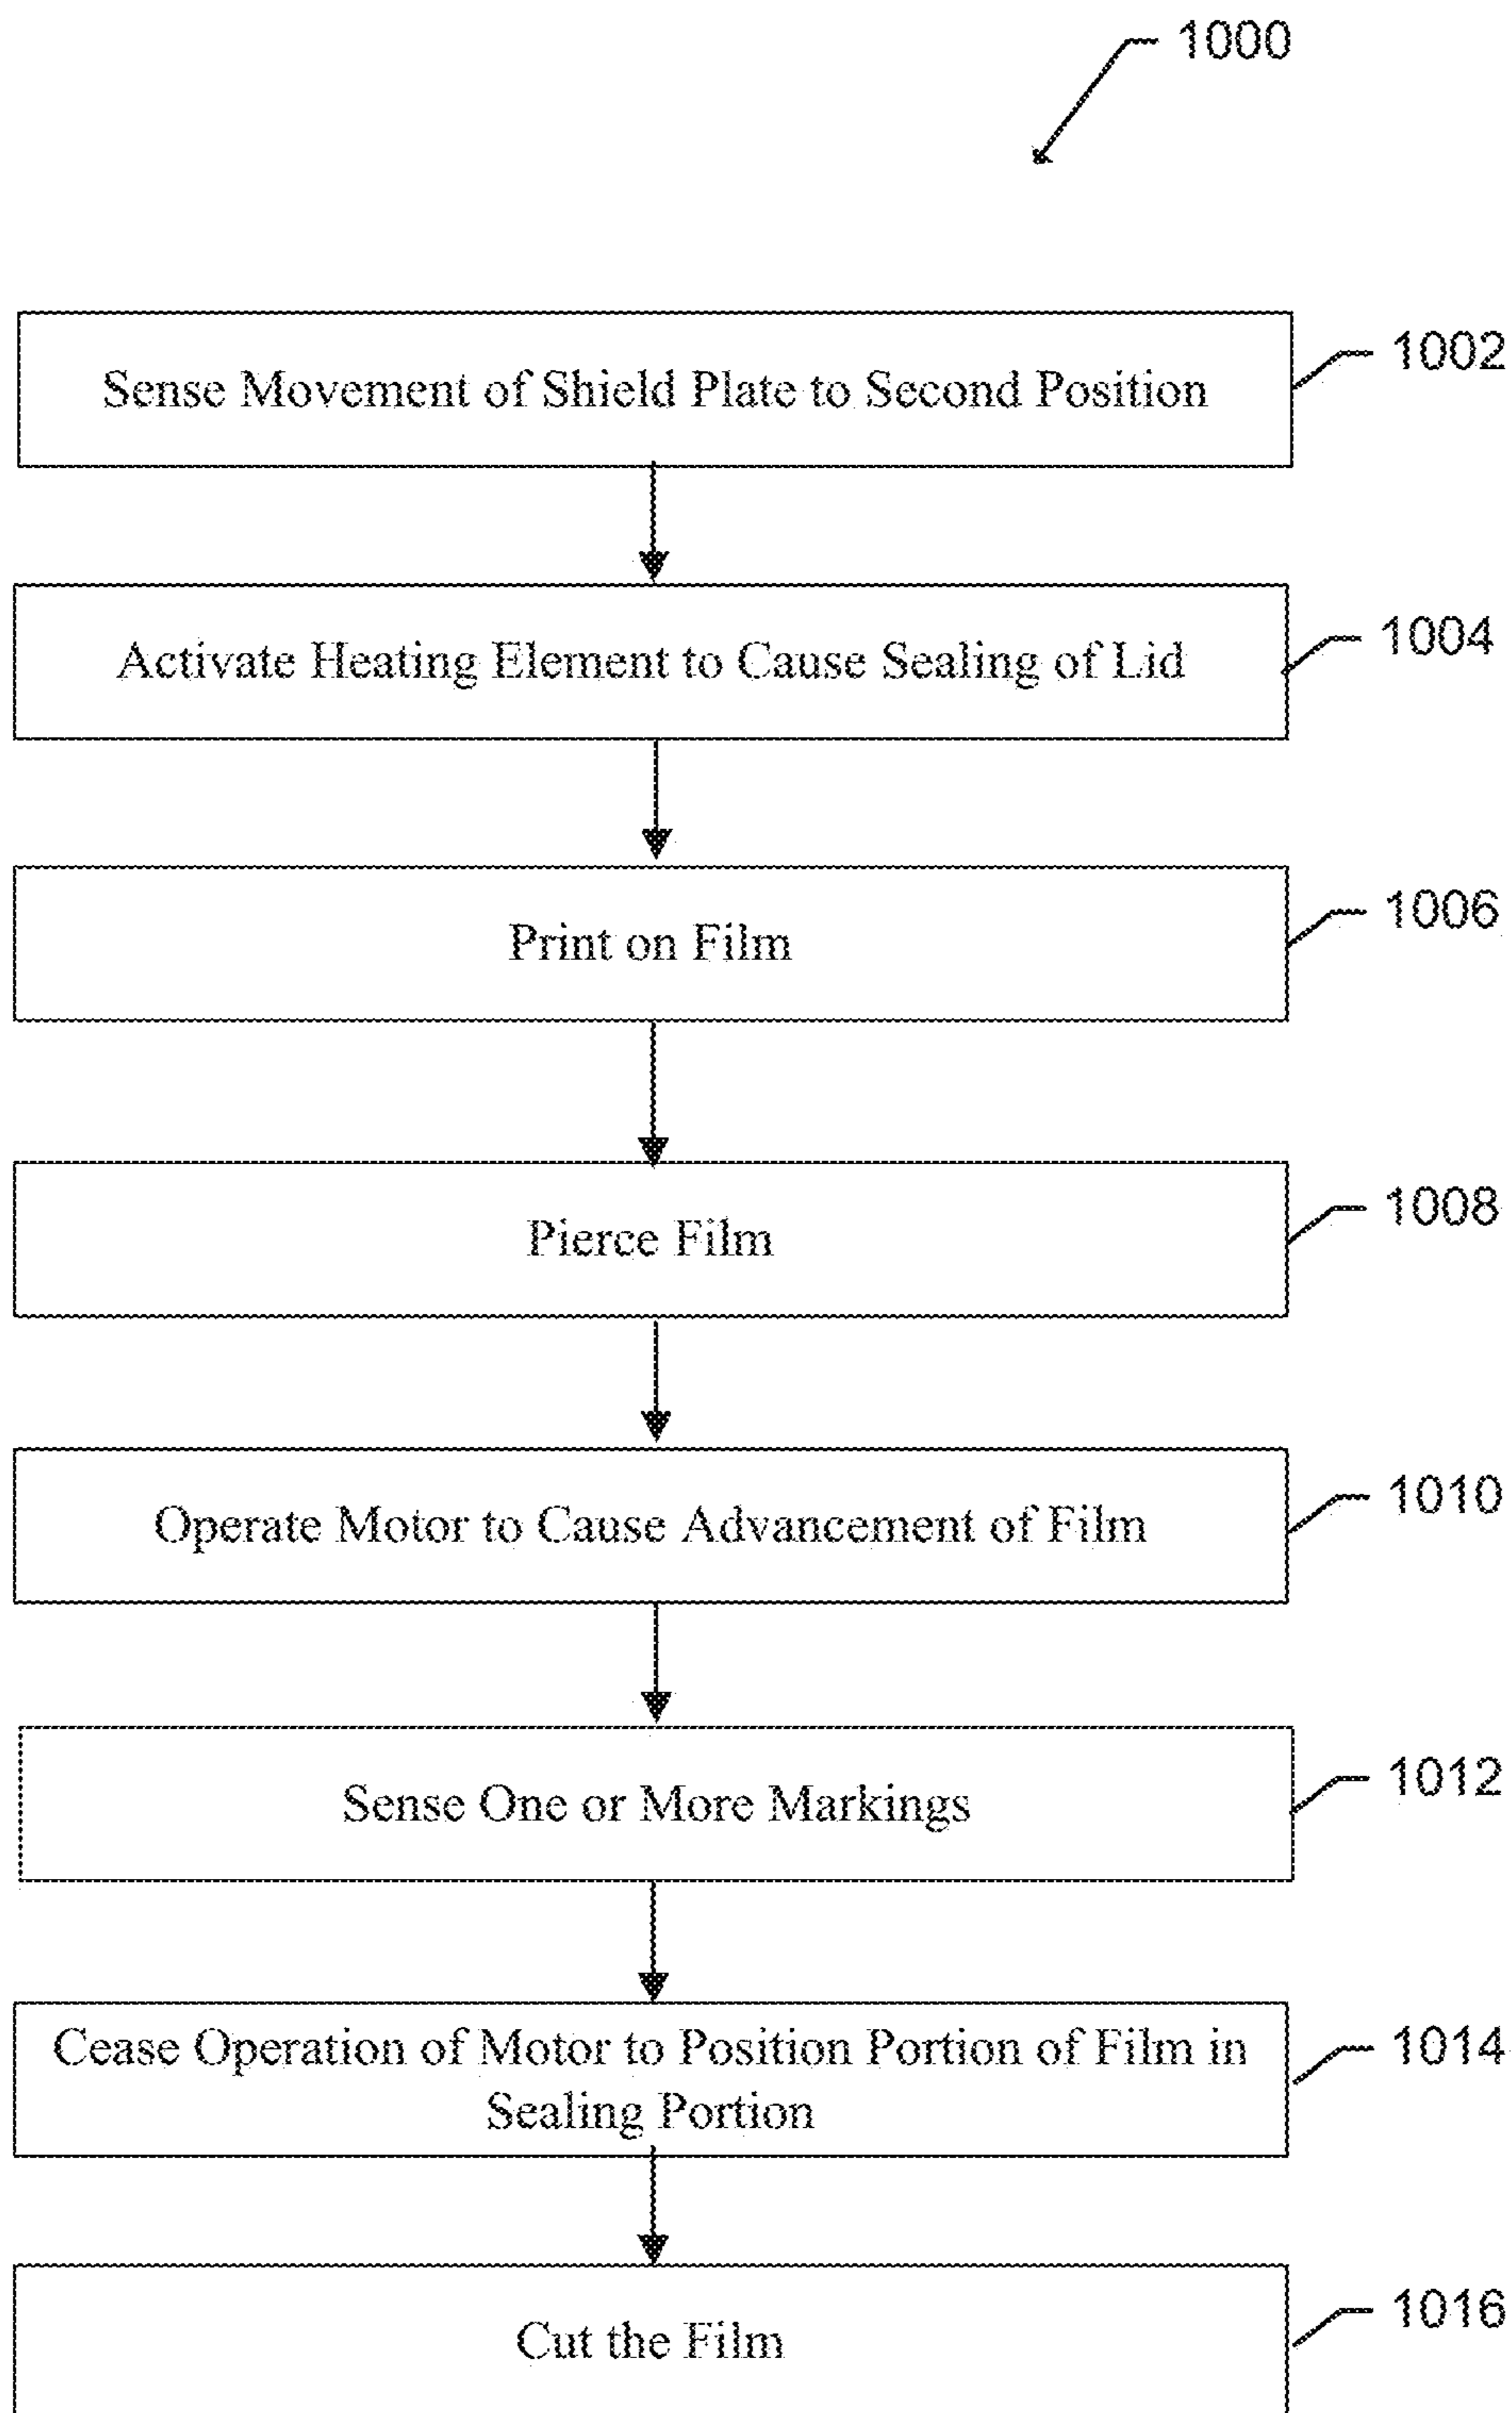 1000
Sense Movement of Shield Plate to Second Position
1002
Activate Heating Element to Cause Sealing of Lid
1004
Print on Film
1006
Pierce Film
1008
Operate Motor to Cause Advancement of Film
1010
Sense One or More Markings
1012
Cease Operation of Motor to Position Portion of Film in
Sealing Portion
1014
Cut the Film
1016